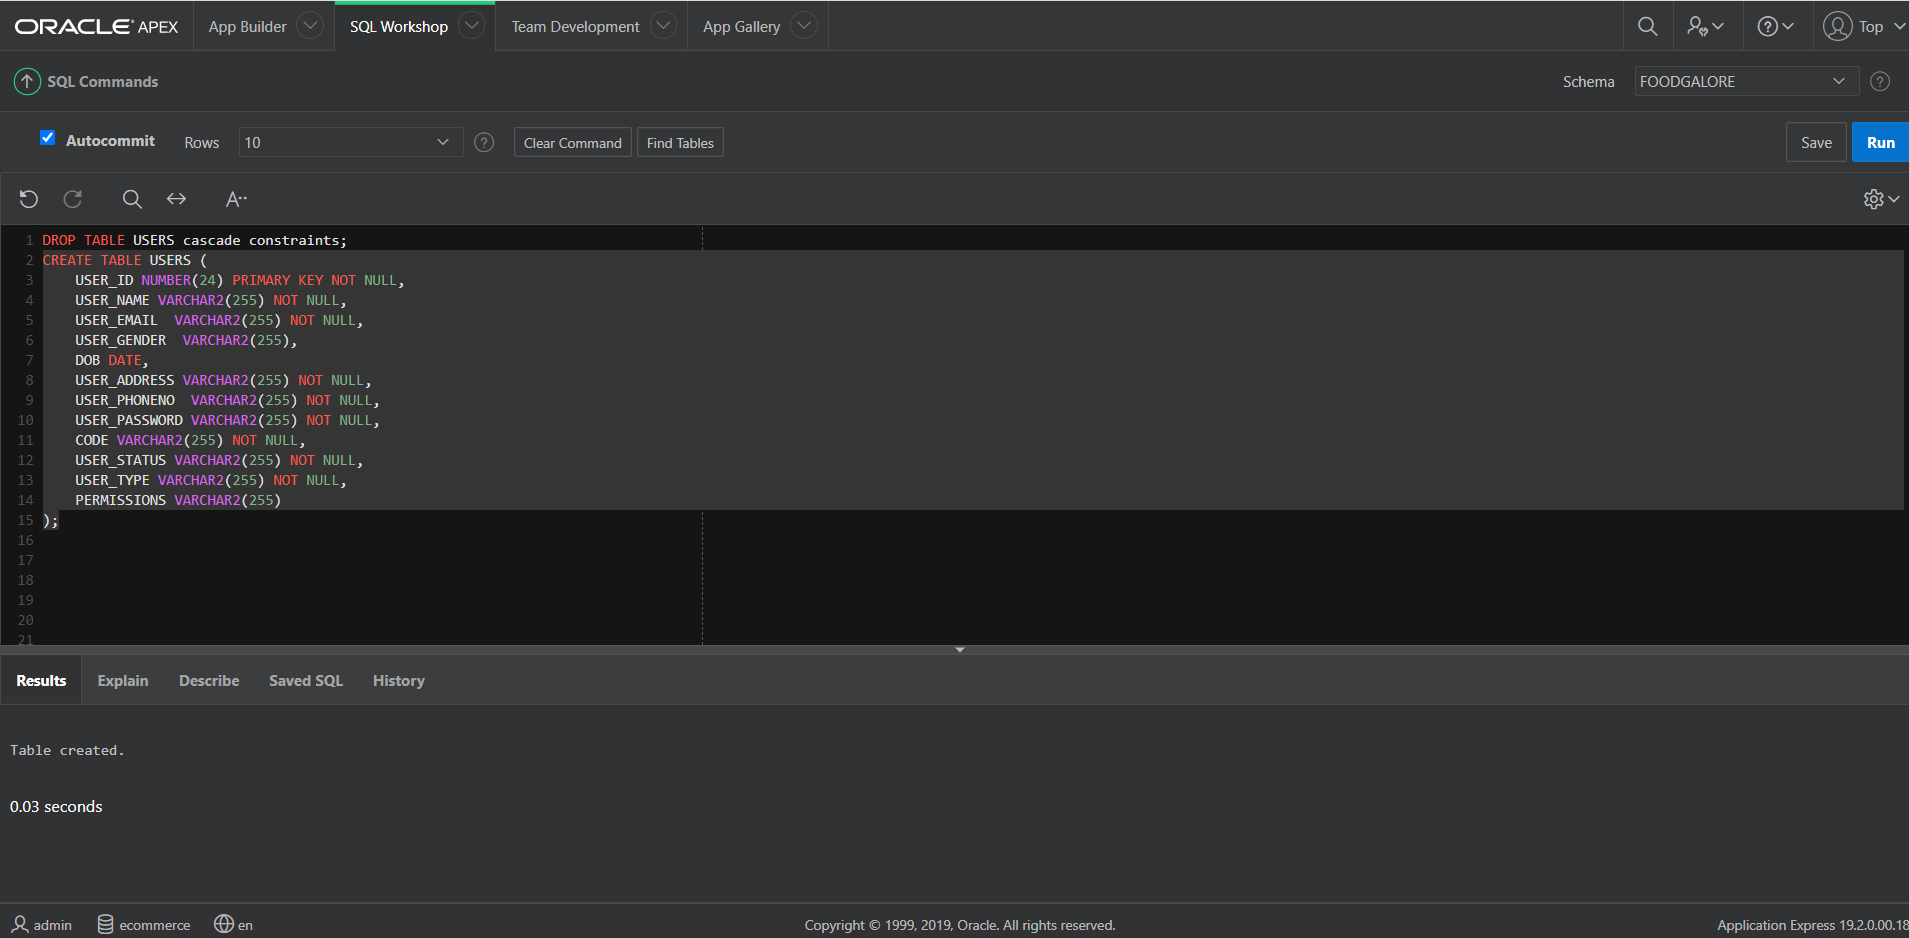 ORACLE APEX App Builder SQL Workshop Team Development App Gallery Top
SQL Commands Schema FOODGALORE
Autocommit Rows 10 Clear Command Find Tables Save Run
A
1 DROP TABLE USERS cascade constraints;
2 CREATE TABLE USERS (
3 USER_ID NUMBER(24) PRIMARY KEY NOT NULL,
4 USER_NAME VARCHAR2(255) NOT NULL,
5 USER_EMAIL  VARCHAR2(255) NOT NULL,
6 USER_GENDER  VARCHAR2(255),
7 DOB DATE,
8 USER_ADDRESS VARCHAR2(255) NOT NULL,
9 USER_PHONENO  VARCHAR2(255) NOT NULL,
10 USER_PASSWORD VARCHAR2(255) NOT NULL,
11 CODE VARCHAR2(255) NOT NULL,
12 USER_STATUS VARCHAR2(255) NOT NULL,
13 USER_TYPE VARCHAR2(255) NOT NULL,
14 PERMISSIONS VARCHAR2(255)
15 );
16
17
18
19
20
21
Results Explain Describe Saved SQL History
Table created.
0.03 seconds
admin ecommerce en Copyright © 1999, 2019, Oracle. All rights reserved. Application Express 19.2.0.00.18